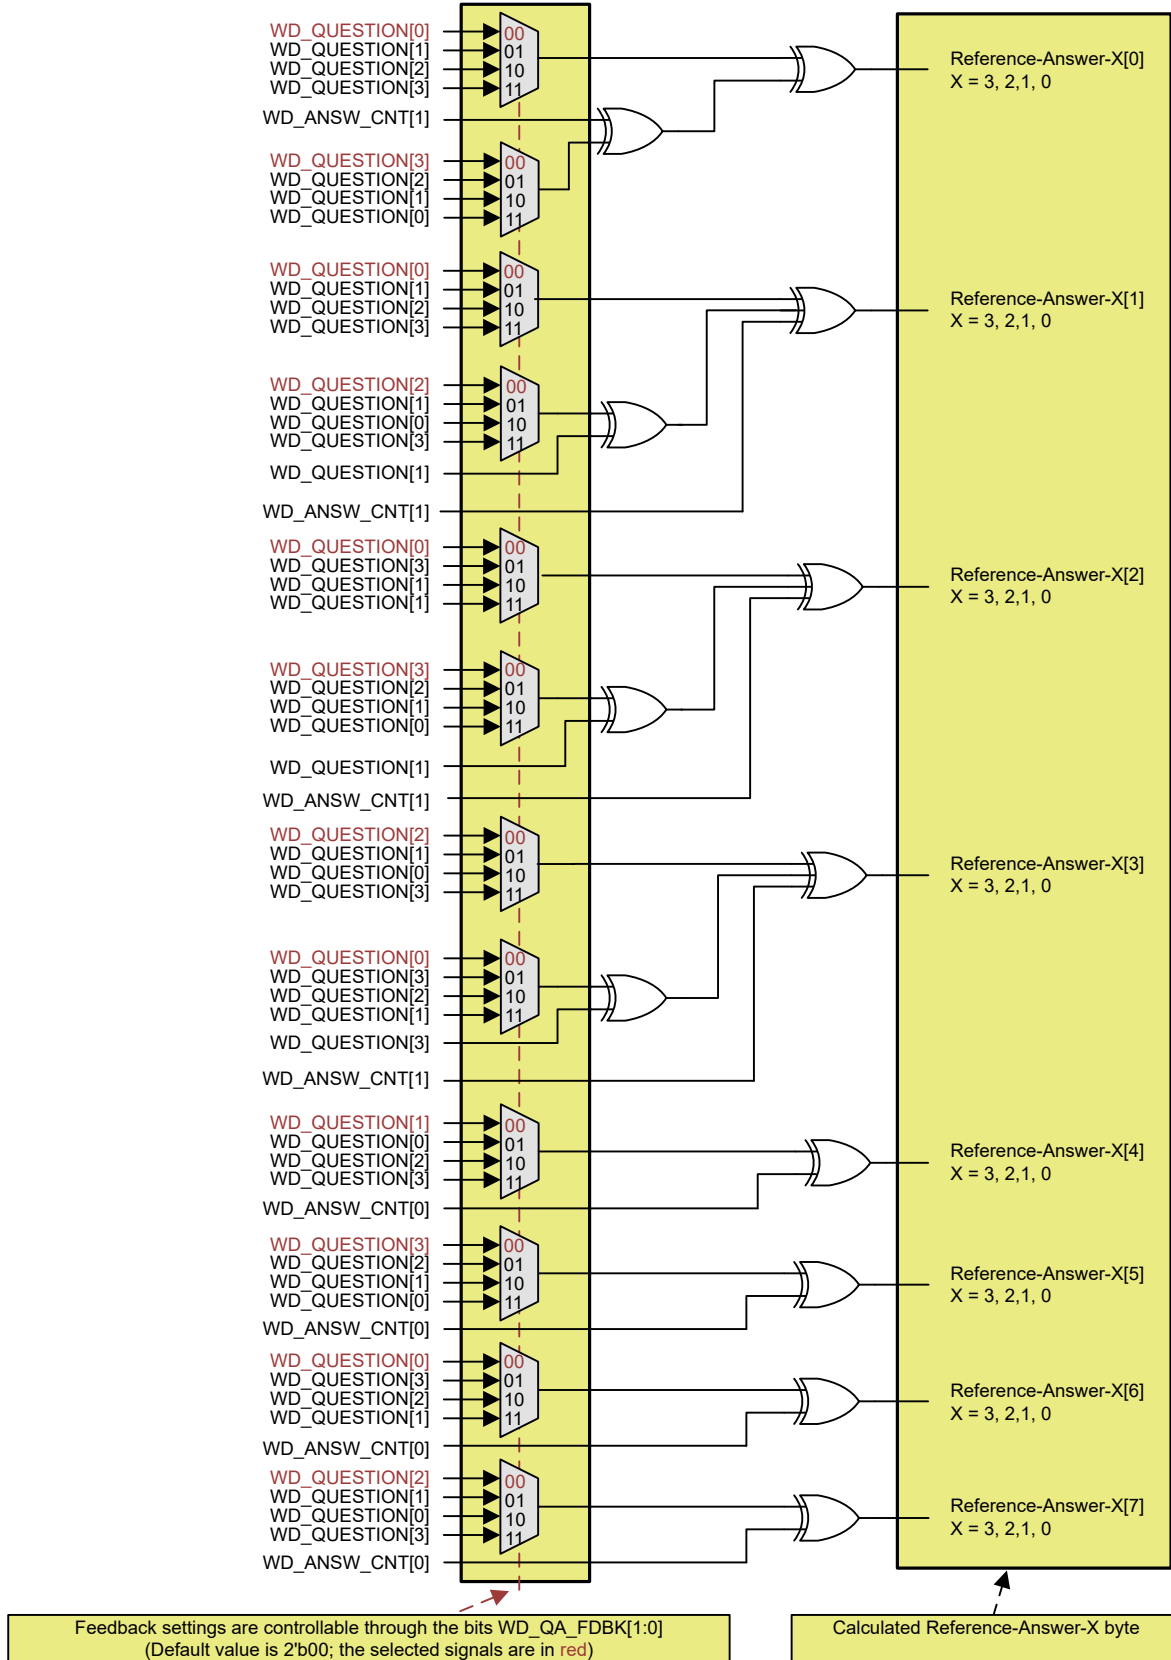 WD_QUESTION[0] 00
WD_QUESTION[1] 01
WD_QUESTION[2] 10
WD_QUESTION[3] 11
Reference-Answer-X[0]
X = 3, 2,1, 0
WD_ANSW_CNT[1]
WD_QUESTION[3] 00
WD_QUESTION[2] 01
WD_QUESTION[1] 10
WD_QUESTION[0] 11
WD_QUESTION[0] 00
WD_QUESTION[1] 01
WD_QUESTION[2] 10
WD_QUESTION[3] 11
Reference-Answer-X[1]
X = 3, 2,1, 0
WD_QUESTION[2] 00
WD_QUESTION[1] 01
WD_QUESTION[0] 10
WD_QUESTION[3] 11
WD_QUESTION[1]
WD_ANSW_CNT[1]
WD_QUESTION[0] 00
WD_QUESTION[3] 01
WD_QUESTION[1] 10
WD_QUESTION[1] 11
Reference-Answer-X[2]
X = 3, 2,1, 0
WD_QUESTION[3] 00
WD_QUESTION[2] 01
WD_QUESTION[1] 10
WD_QUESTION[0] 11
WD_QUESTION[1]
WD_ANSW_CNT[1]
WD_QUESTION[2] 00
WD_QUESTION[1] 01
WD_QUESTION[0] 10
WD_QUESTION[3] 11
Reference-Answer-X[3]
X = 3, 2,1, 0
WD_QUESTION[0] 00
WD_QUESTION[3] 01
WD_QUESTION[2] 10
WD_QUESTION[1] 11
WD_QUESTION[3]
WD_ANSW_CNT[1]
WD_QUESTION[1] 00
WD_QUESTION[0] 01
WD_QUESTION[2] 10
WD_QUESTION[3] 11
Reference-Answer-X[4]
X = 3, 2,1, 0
WD_ANSW_CNT[0]
WD_QUESTION[3] 00
WD_QUESTION[2] 01
WD_QUESTION[1] 10
WD_QUESTION[0] 11
Reference-Answer-X[5]
X = 3, 2,1, 0
WD_ANSW_CNT[0]
WD_QUESTION[0] 00
WD_QUESTION[3] 01
WD_QUESTION[2] 10
WD_QUESTION[1] 11
Reference-Answer-X[6]
X = 3, 2,1, 0
WD_ANSW_CNT[0]
WD_QUESTION[2] 00
WD_QUESTION[1] 01
WD_QUESTION[0] 10
WD_QUESTION[3] 11
Reference-Answer-X[7]
X = 3, 2,1, 0
WD_ANSW_CNT[0]
Feedback settings are controllable through the bits WD_QA_FDBK[1:0]
(Default value is 2'b00; the selected signals are in red)
Calculated Reference-Answer-X byte